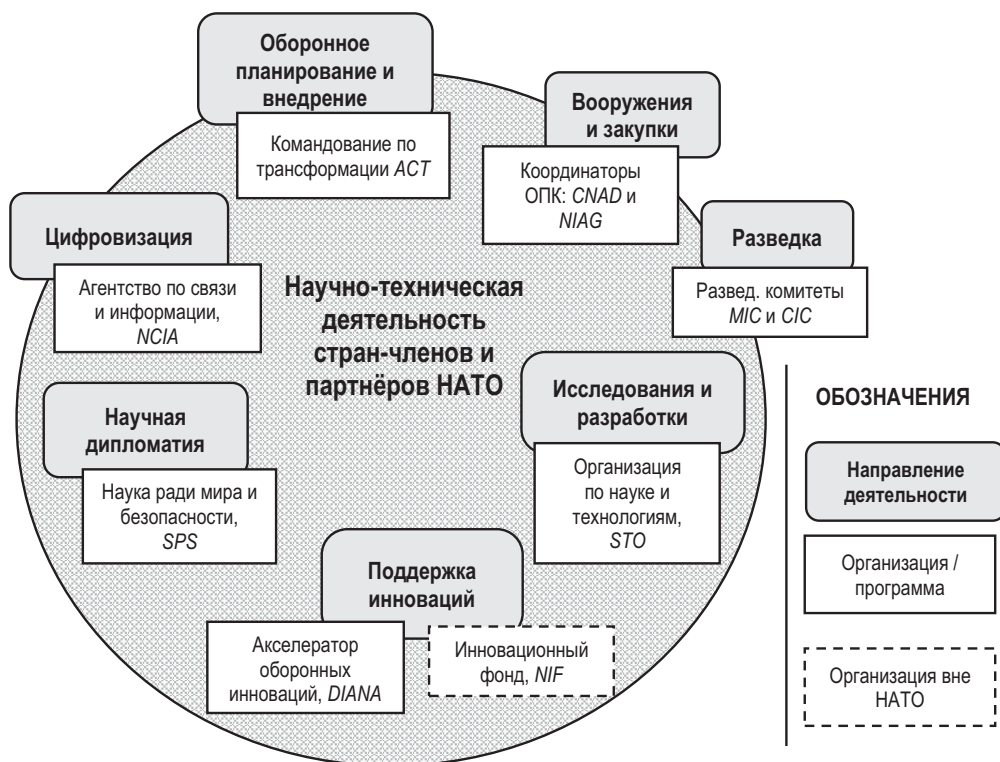 Оборонное
планирование и
внедрение
Командование по
трансформации ACT
Вооружения
и закупки
Координаторы
ОПК: CNAD и
NIAG
Цифровизация
Агентство по связи
и информации,
NCIA
Разведка
Развед. комитеты
MIC и CIC
Научно-техническая
деятельность
стран-членов и
партнёров НАТО
Научная
дипломатия
Наука ради мира и
безопасности,
SPS
Исследования и
разработки
Организация
по науке и
технологиям,
STO
Поддержка
инноваций
Акселератор
оборонных
инноваций, DIANA
Инновационный
фонд, NIF
ОБОЗНАЧЕНИЯ
Направление
деятельности
Организация /
программа
Организация вне
НАТО